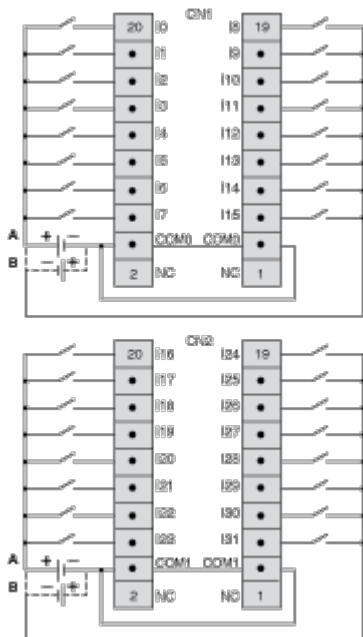 CN1
20 I0 I8 19
I1 I9
I2 I10
I3 I11
I4 I12
I5 I13
I6 I14
I7 I15
A + − COM0 COM0
B − + 2 NC NC 1
CN2
20 I16 I24 19
I17 I25
I18 I26
I19 I27
I20 I28
I21 I29
I22 I30
I23 I31
A + − COM1 COM1
B − + 2 NC NC 1